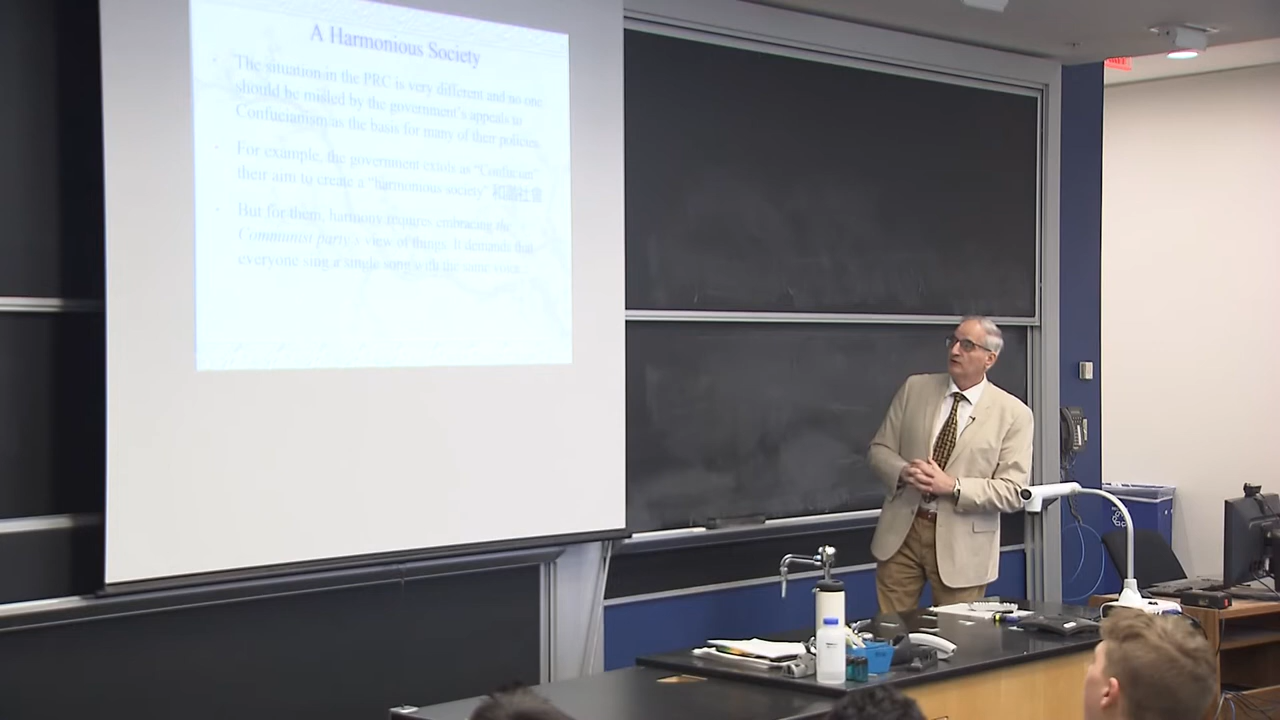 A Harmonious Society
The situation in the PRC is very different and no one
should be misled by the government's appeals to
Confucianism as the basis for many of their policies.
For example, the government extols as "Confucian"
their aim to create a "harmonious society" 和諧社會
But for them, harmony requires embracing the
Communist party's view of things. It demands that
everyone sing a single song with the same voice.
EXIT